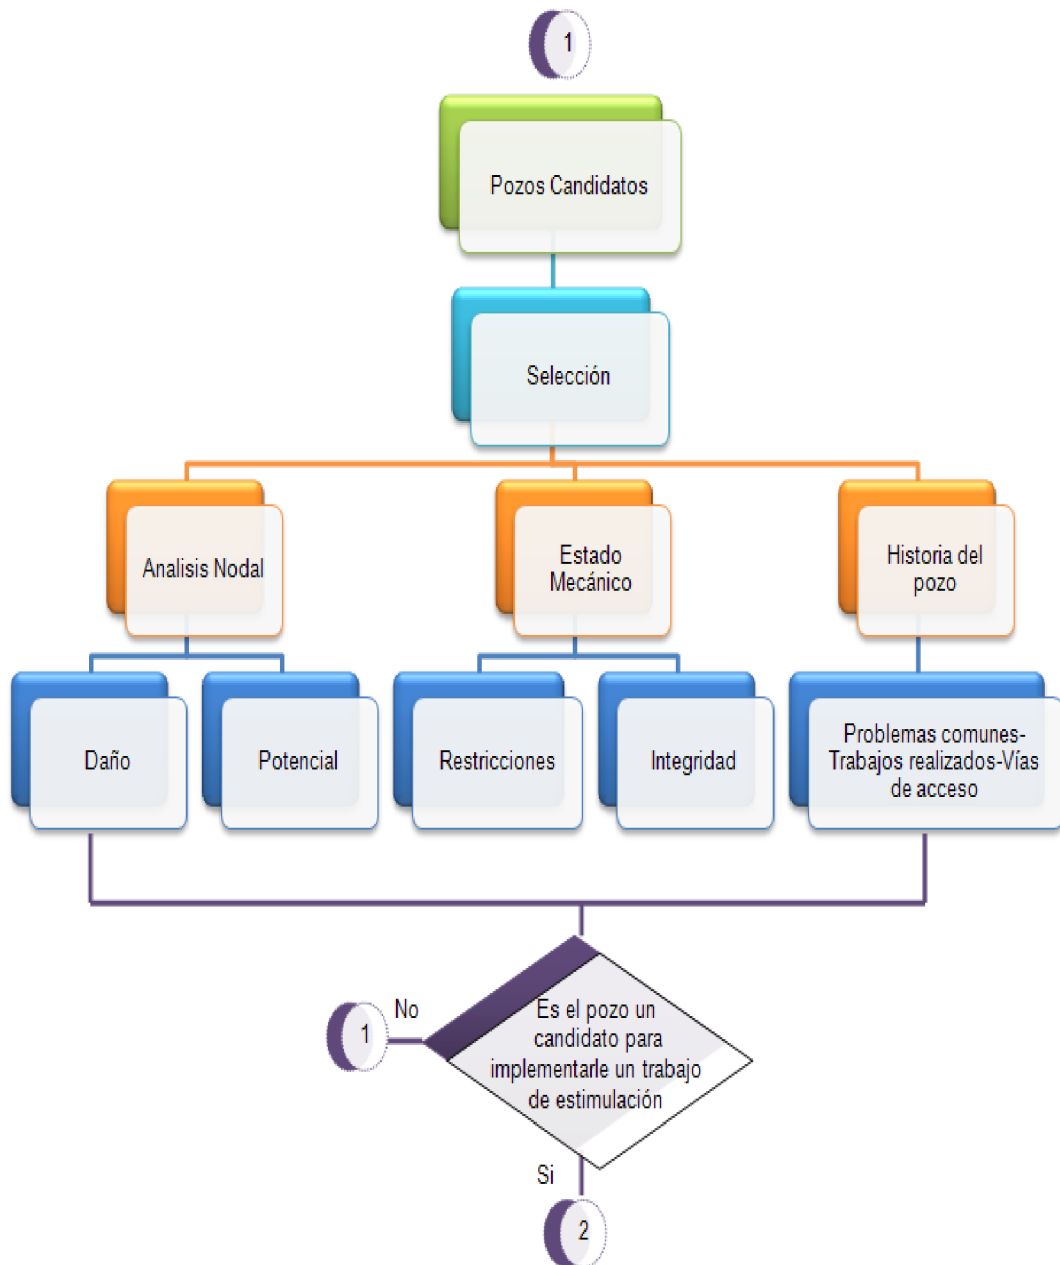 1
Pozos Candidatos
Selección
Analisis Nodal
Estado
Mecánico
Historia del
pozo
Daño
Potencial
Restricciones
Integridad
Problemas comunes-
Trabajos realizados-Vías
de acceso
No
1
Es el pozo un
candidato para
implementarle un trabajo
de estimulación
Si
2